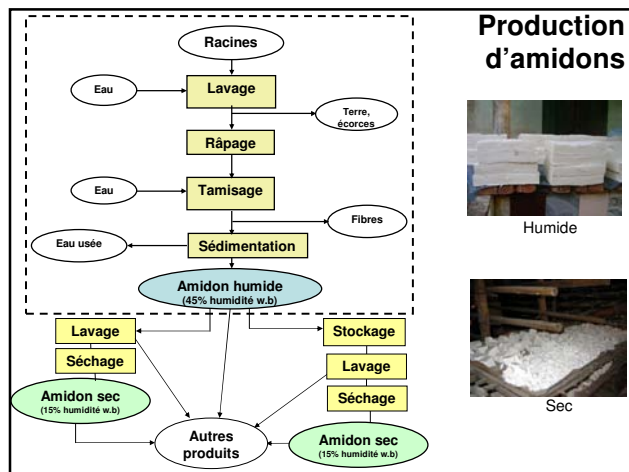 Production
d'amidons
Racines
Eau
Lavage
Terre,
écorces
Râpage
Eau
Tamisage
Fibres
Eau usée
Sédimentation
Amidon humide
(45% humidité w.b)
Lavage
Séchage
Amidon sec
(15% humidité w.b)
Stockage
Lavage
Séchage
Amidon sec
(15% humidité w.b)
Autres
produits
Humide
Sec